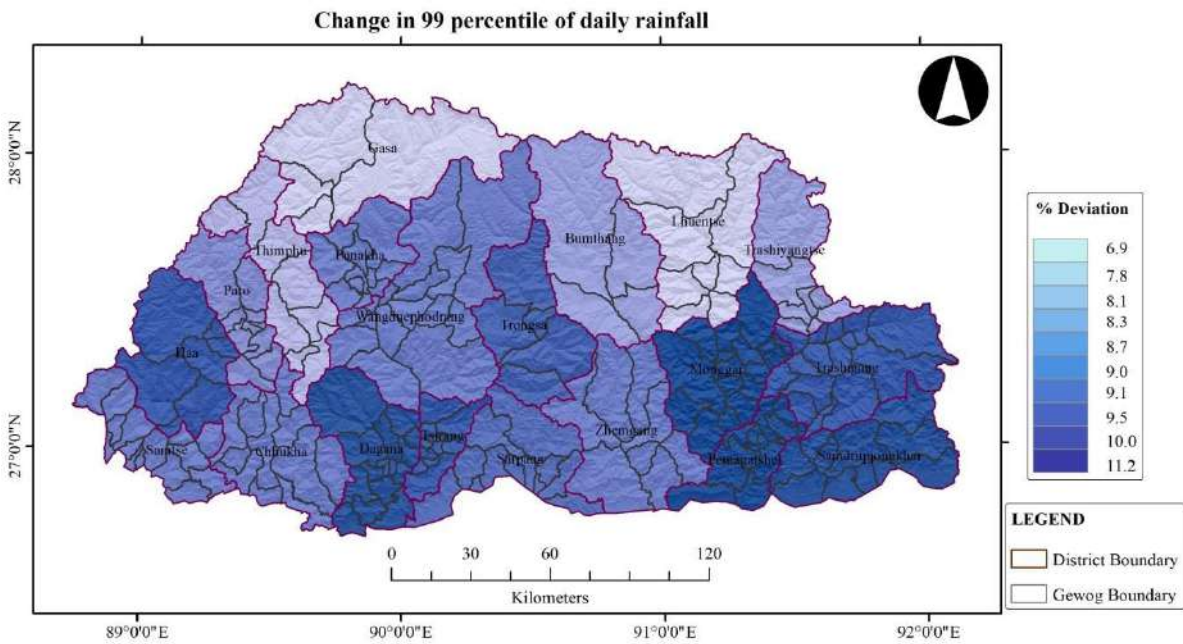 Change in 99 percentile of daily rainfall
28°0'0"N
27°0'0"N
Gasa
Thimphu
Punakha
Paro
Wangduephodrang
Haa
Trongsa
Bumthang
Lhuentse
Trashiyangtse
Monggar
Trashigang
Samtse
Chhukha
Dagana
Tsirang
Sarpang
Zhemgang
Pemagatshel
Samdrupjongkhar
0 30 60 120
Kilometers
89°0'0"E 90°0'0"E 91°0'0"E 92°0'0"E
% Deviation
6.9
7.8
8.1
8.3
8.7
9.0
9.1
9.5
10.0
11.2
LEGEND
District Boundary
Gewog Boundary